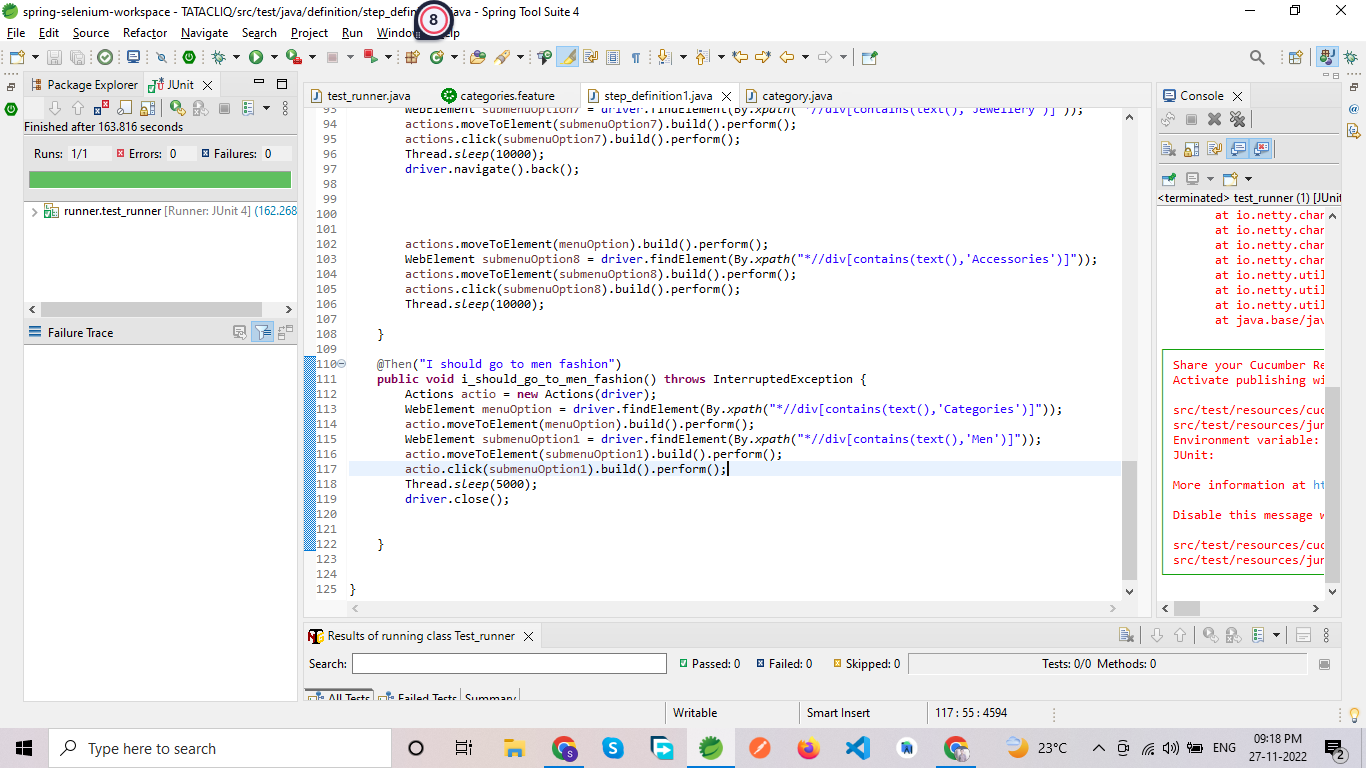 spring-selenium-workspace - TATACLIQ/src/test/java/definition/step_defin java - Spring Tool Suite 4
8
File Edit Source Refactor Navigate Search Project Run Window
Package Explorer
JUnit
Finished after 163.816 seconds
Runs: 1/1 Errors: 0 Failures: 0
runner.test_runner [Runner: JUnit 4] (162.268
Failure Trace
test_runner.java
categories.feature
step_definition1.java
category.java
93 WebElement submenuOption7 = driver.findElement(By.xpath("*//div[contains(text(),'Jewellery')]"));
94 actions.moveToElement(submenuOption7).build().perform();
95 actions.click(submenuOption7).build().perform();
96 Thread.sleep(10000);
97 driver.navigate().back();
98
99
100
101
102 actions.moveToElement(menuOption).build().perform();
103 WebElement submenuOption8 = driver.findElement(By.xpath("*//div[contains(text(),'Accessories')]"));
104 actions.moveToElement(submenuOption8).build().perform();
105 actions.click(submenuOption8).build().perform();
106 Thread.sleep(10000);
107
108 }
109
110 @Then("I should go to men fashion")
111 public void i_should_go_to_men_fashion() throws InterruptedException {
112 Actions actio = new Actions(driver);
113 WebElement menuOption = driver.findElement(By.xpath("*//div[contains(text(),'Categories')]"));
114 actio.moveToElement(menuOption).build().perform();
115 WebElement submenuOption1 = driver.findElement(By.xpath("*//div[contains(text(),'Men')]"));
116 actio.moveToElement(submenuOption1).build().perform();
117 actio.click(submenuOption1).build().perform();
118 Thread.sleep(5000);
119 driver.close();
120
121
122 }
123
124
125 }
Console
<terminated> test_runner (1) [JUnit
at io.netty.chan
at io.netty.chan
at io.netty.chan
at io.netty.chan
at io.netty.util
at io.netty.util
at io.netty.util
at java.base/jav
Share your Cucumber Re
Activate publishing wi
src/test/resources/cuc
src/test/resources/jun
Environment variable:
JUnit:
More information at ht
Disable this message w
src/test/resources/cuc
src/test/resources/jun
Results of running class Test_runner
Search:
Passed: 0 Failed: 0 Skipped: 0
Tests: 0/0 Methods: 0
All Tests Failed Tests Summary
Writable
Smart Insert
117 : 55 : 4594
Type here to search
23°C
ENG
09:18 PM
27-11-2022
2